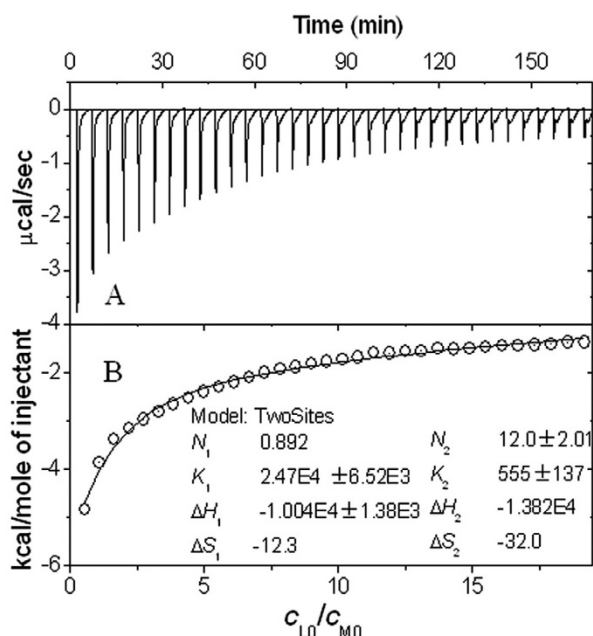 Time (min)
0 30 60 90 120 150
0
-1
-2
-3
-4
µcal/sec
A
-2
-4
-6
kcal/mole of injectant
B
Model: TwoSites
N₁ 0.892 N₂ 12.0±2.01
K₁ 2.47E4 ±6.52E3 K₂ 555±137
ΔH₁ -1.004E4±1.38E3 ΔH₂ -1.382E4
ΔS₁ -12.3 ΔS₂ -32.0
0 5 10 15
c_L0/c_M0